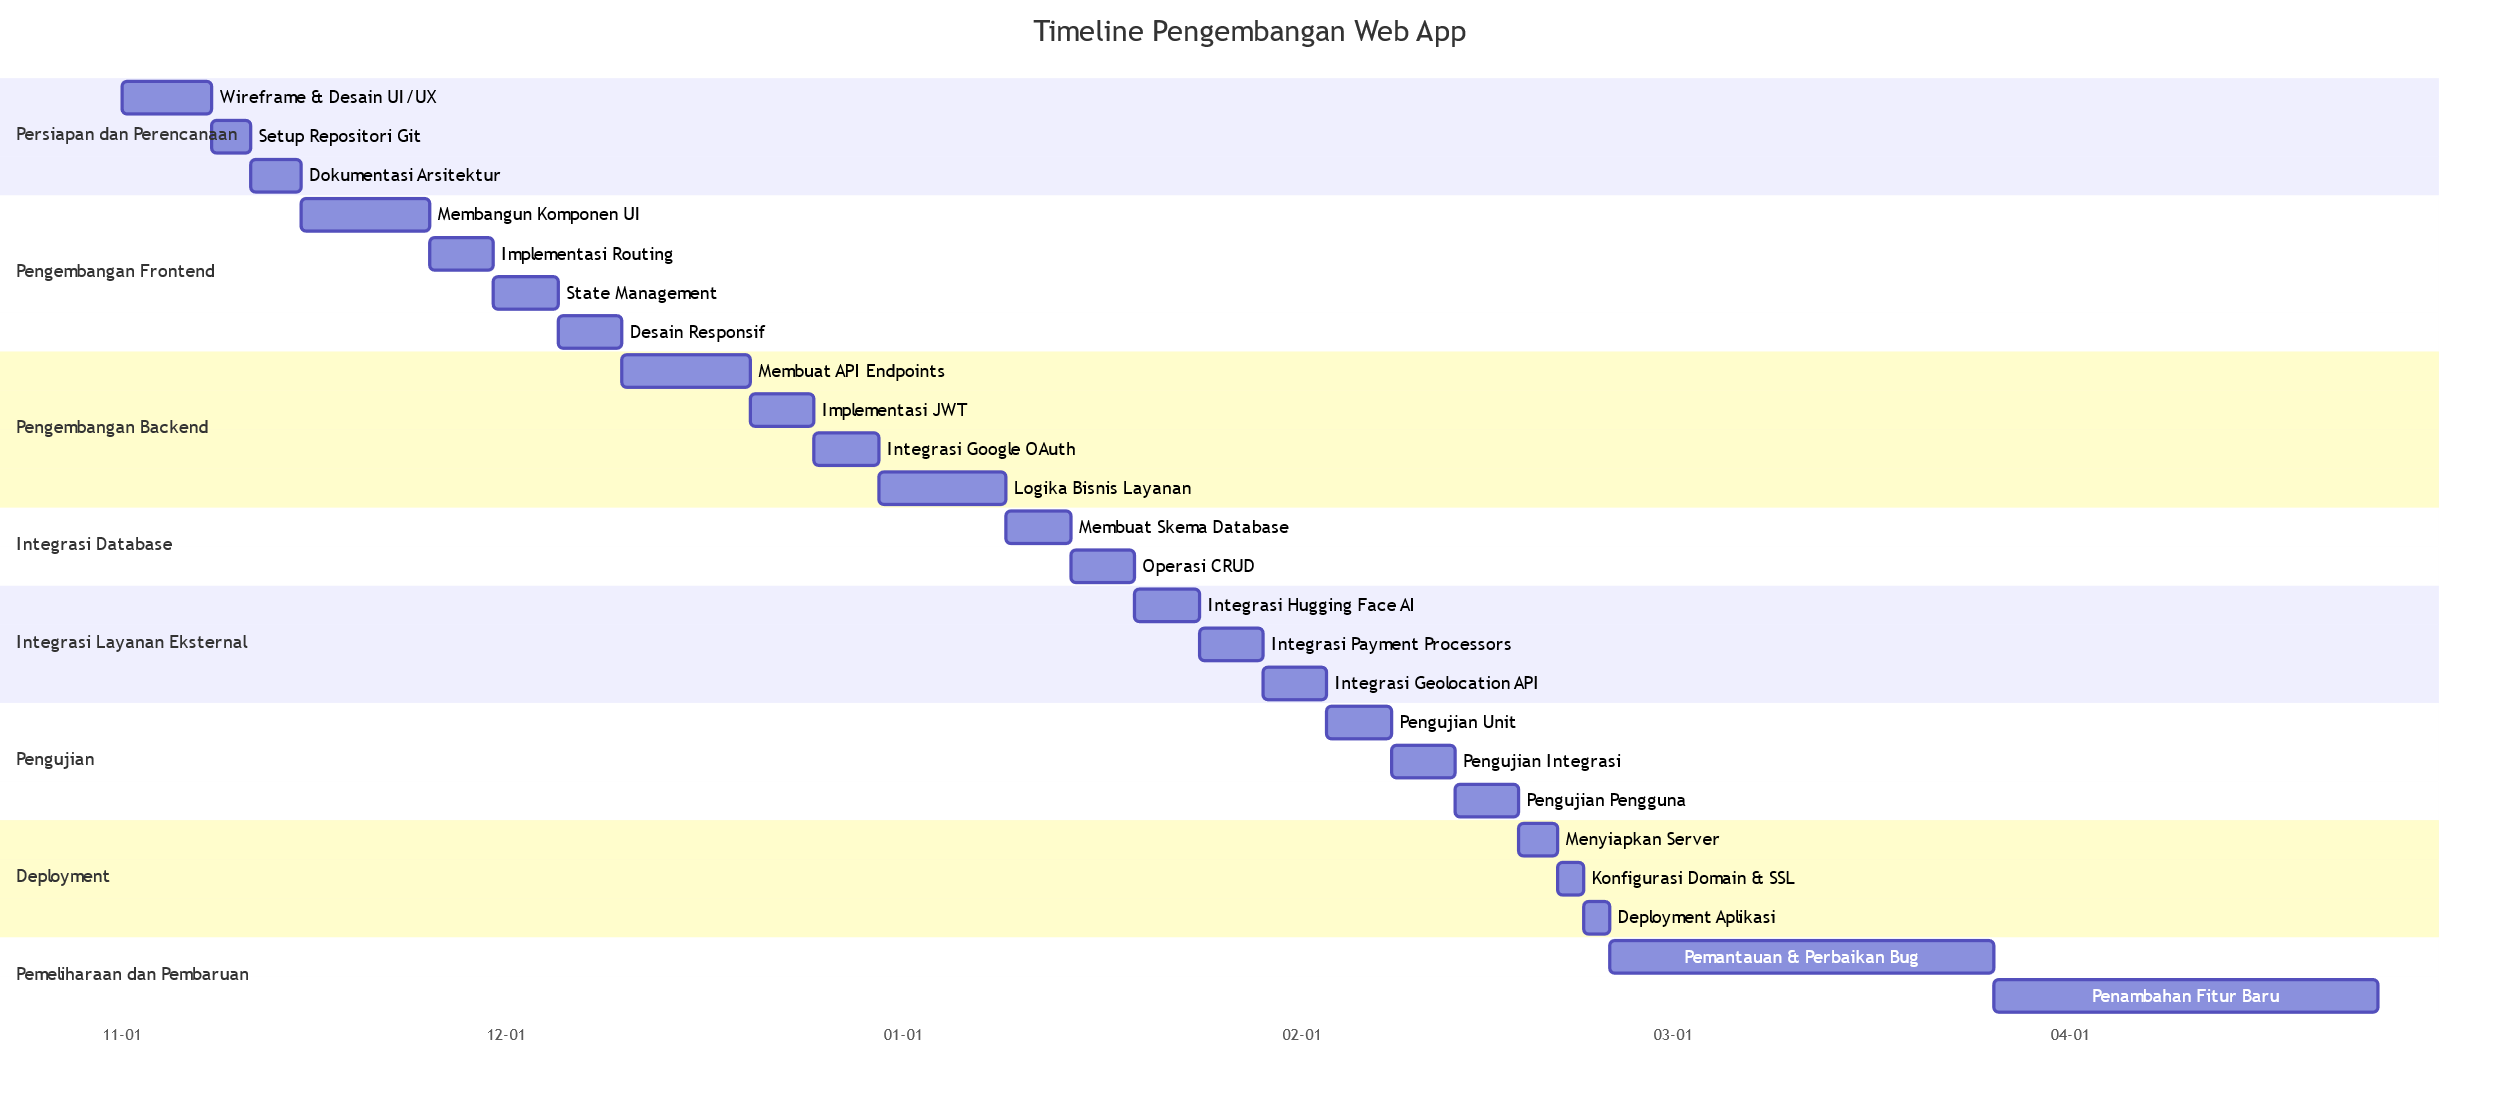 Timeline Pengembangan Web App
Persiapan dan Perencanaan
Wireframe & Desain UI/UX
Setup Repositori Git
Dokumentasi Arsitektur
Pengembangan Frontend
Membangun Komponen UI
Implementasi Routing
State Management
Desain Responsif
Pengembangan Backend
Membuat API Endpoints
Implementasi JWT
Integrasi Google OAuth
Logika Bisnis Layanan
Integrasi Database
Membuat Skema Database
Operasi CRUD
Integrasi Layanan Eksternal
Integrasi Hugging Face AI
Integrasi Payment Processors
Integrasi Geolocation API
Pengujian
Pengujian Unit
Pengujian Integrasi
Pengujian Pengguna
Deployment
Menyiapkan Server
Konfigurasi Domain & SSL
Deployment Aplikasi
Pemeliharaan dan Pembaruan
Pemantauan & Perbaikan Bug
Penambahan Fitur Baru
11-01 12-01 01-01 02-01 03-01 04-01